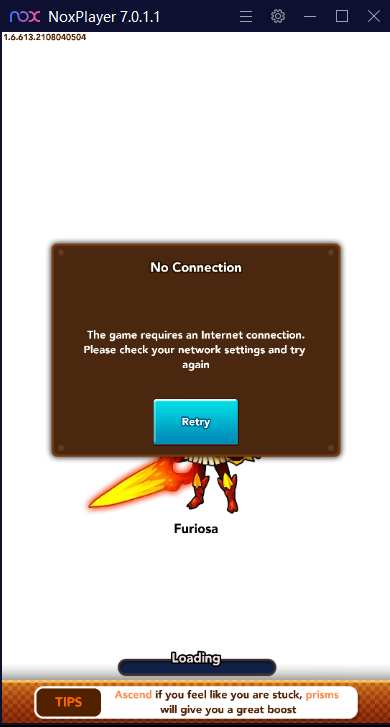 nox NoxPlayer 7.0.1.1
1.6.613.2108040504
No Connection
The game requires an Internet connection.
Please check your network settings and try
again
Retry
Furiosa
Loading
TIPS
Ascend if you feel like you are stuck, prisms
will give you a great boost